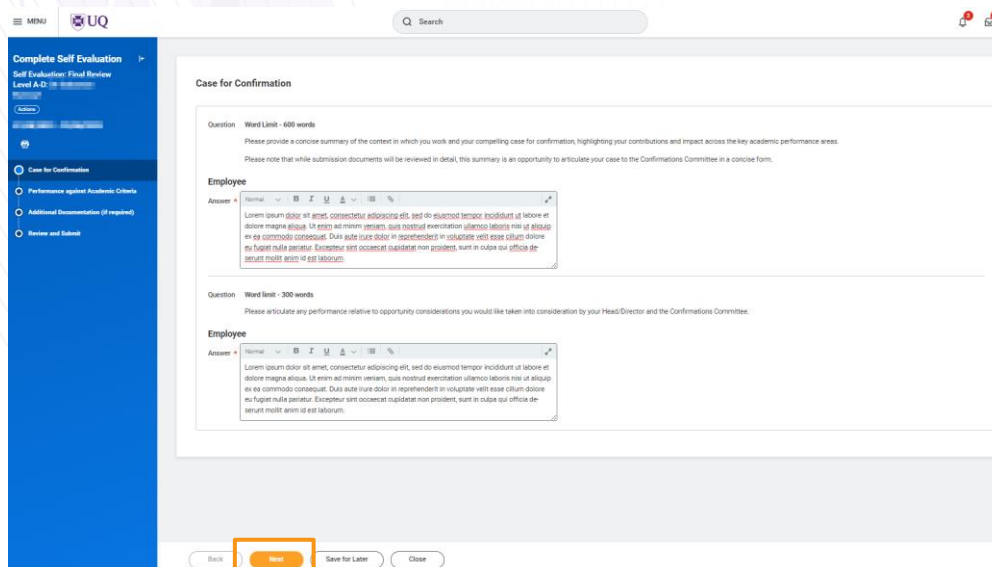 MENU
UQ
Search
3
Complete Self Evaluation
Self Evaluation: Final Review
Level A-D:
Actions
Case for Confirmation
Performance against Academic Criteria
Additional Documentation (if required)
Review and Submit
Case for Confirmation
Question Word Limit - 600 words
Please provide a concise summary of the context in which you work and your compelling case for confirmation, highlighting your contributions and impact across the key academic performance areas.
Please note that while submission documents will be reviewed in detail, this summary is an opportunity to articulate your case to the Confirmations Committee in a concise form.
Employee
Answer *
Normal B I U A
Lorem ipsum dolor sit amet, consectetur adipiscing elit, sed do eiusmod tempor incididunt ut labore et
dolore magna aliqua. Ut enim ad minim veniam, quis nostrud exercitation ullamco laboris nisi ut aliquip
ex ea commodo consequat. Duis aute irure dolor in reprehenderit in voluptate velit esse cillum dolore
eu fugiat nulla pariatur. Excepteur sint occaecat cupidatat non proident, sunt in culpa qui officia de-
serunt mollit anim id est laborum.
Question Word limit - 300 words
Please articulate any performance relative to opportunity considerations you would like taken into consideration by your Head/Director and the Confirmations Committee.
Employee
Answer *
Normal B I U A
Lorem ipsum dolor sit amet, consectetur adipiscing elit, sed do eiusmod tempor incididunt ut labore et
dolore magna aliqua. Ut enim ad minim veniam, quis nostrud exercitation ullamco laboris nisi ut aliquip
ex ea commodo consequat. Duis aute irure dolor in reprehenderit in voluptate velit esse cillum dolore
eu fugiat nulla pariatur. Excepteur sint occaecat cupidatat non proident, sunt in culpa qui officia de-
serunt mollit anim id est laborum.
Back Next Save for Later Close